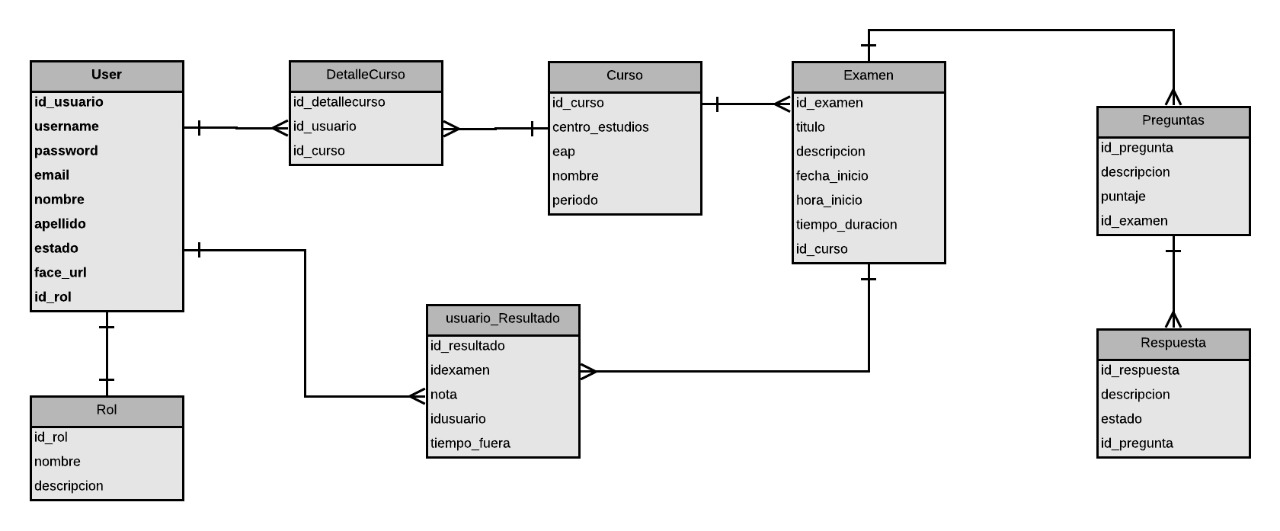 User
id_usuario
username
password
email
nombre
apellido
estado
face_url
id_rol
DetalleCurso
id_detallecurso
id_usuario
id_curso
Curso
id_curso
centro_estudios
eap
nombre
periodo
Examen
id_examen
titulo
descripcion
fecha_inicio
hora_inicio
tiempo_duracion
id_curso
Preguntas
id_pregunta
descripcion
puntaje
id_examen
usuario_Resultado
id_resultado
idexamen
nota
idusuario
tiempo_fuera
Respuesta
id_respuesta
descripcion
estado
id_pregunta
Rol
id_rol
nombre
descripcion